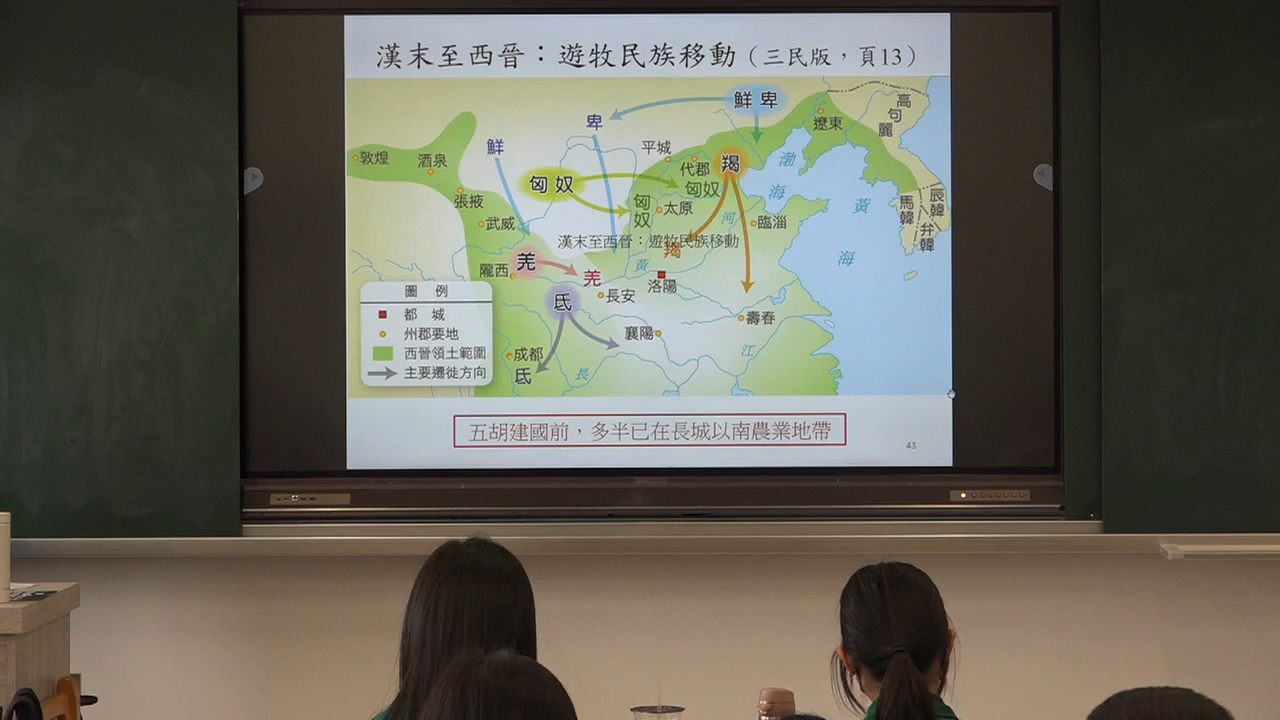 漢末至西晉：遊牧民族移動（三民版，頁13）
鮮卑
高句麗
遼東
卑
鮮
平城
渤海
敦煌
酒泉
代郡
羯
匈奴
匈奴
匈奴
太原
張掖
武威
河
臨淄
黃海
馬韓
辰韓
弁韓
漢末至西晉：遊牧民族移動
羯
羌
隴西
羌
黃
洛陽
氐
長安
壽春
襄陽
江
成都
氐
長
圖 例
都 城
州郡要地
西晉領土範圍
主要遷徙方向
五胡建國前，多半已在長城以南農業地帶
43